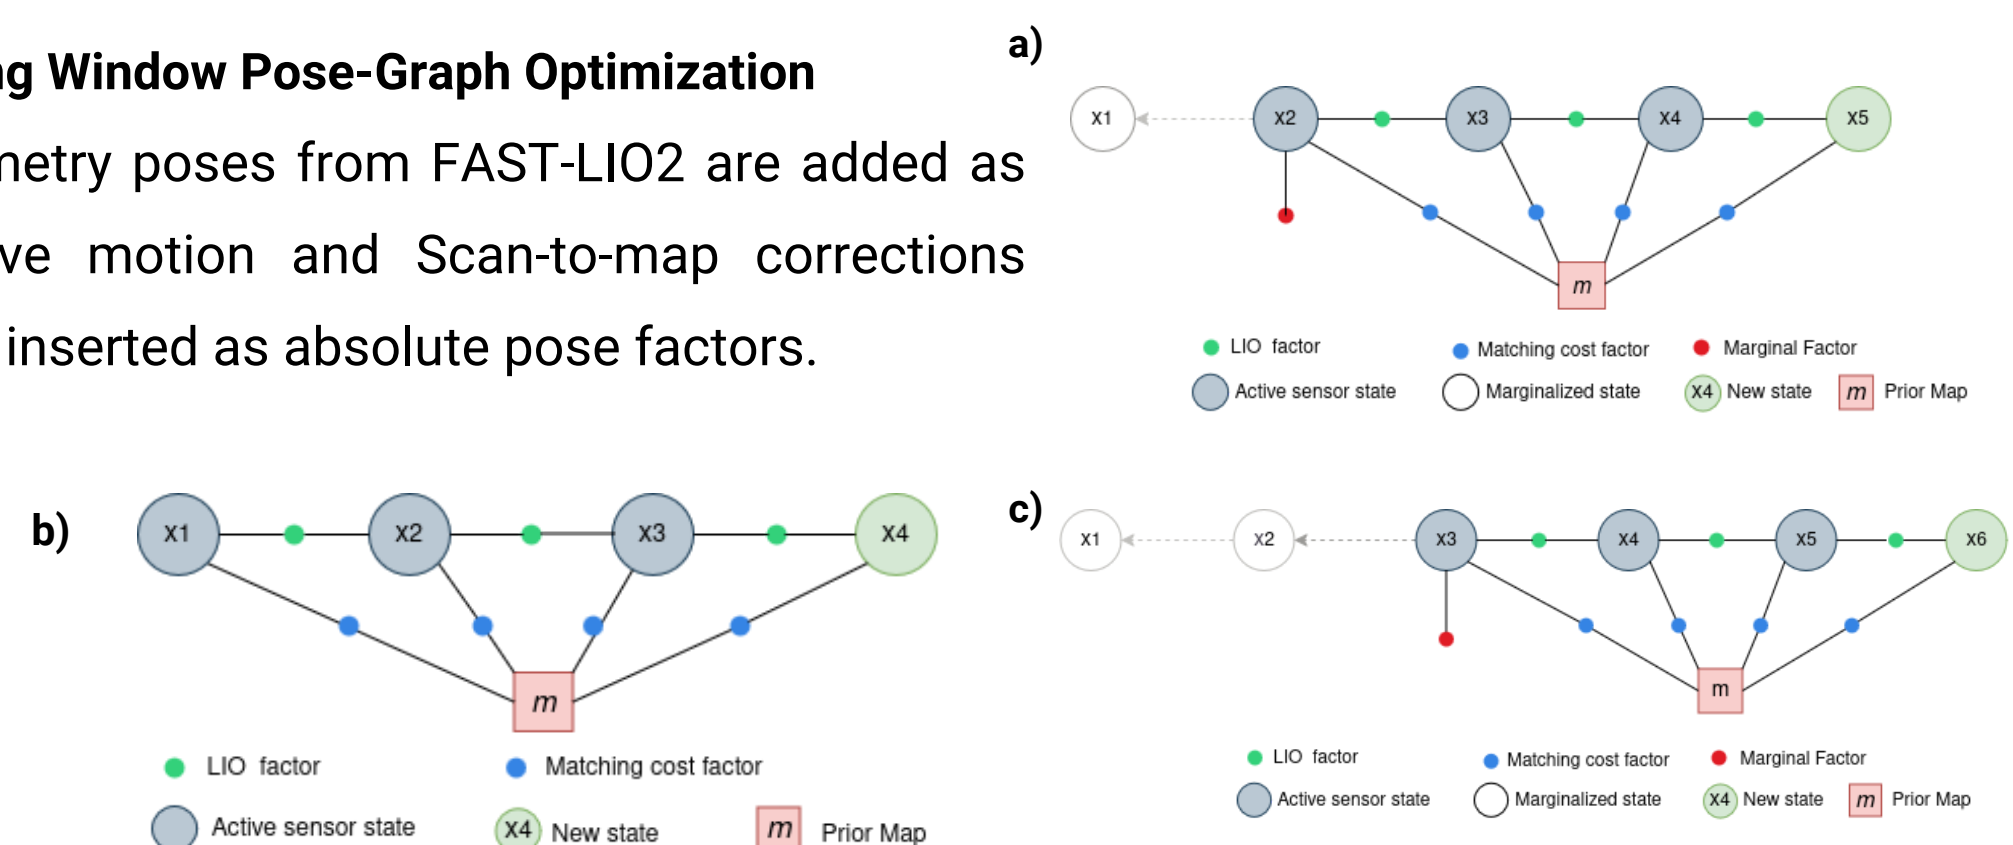 ng Window Pose-Graph Optimization
metry poses from FAST-LIO2 are added as
ve motion and Scan-to-map corrections
inserted as absolute pose factors.
a)
x1 x2 x3 x4 x5
m
LIO factor Matching cost factor Marginal Factor
Active sensor state Marginalized state X4 New state m Prior Map
b)
x1 x2 x3 x4
m
LIO factor Matching cost factor
Active sensor state X4 New state m Prior Map
c)
x1 x2 x3 x4 x5 x6
m
LIO factor Matching cost factor Marginal Factor
Active sensor state Marginalized state X4 New state m Prior Map